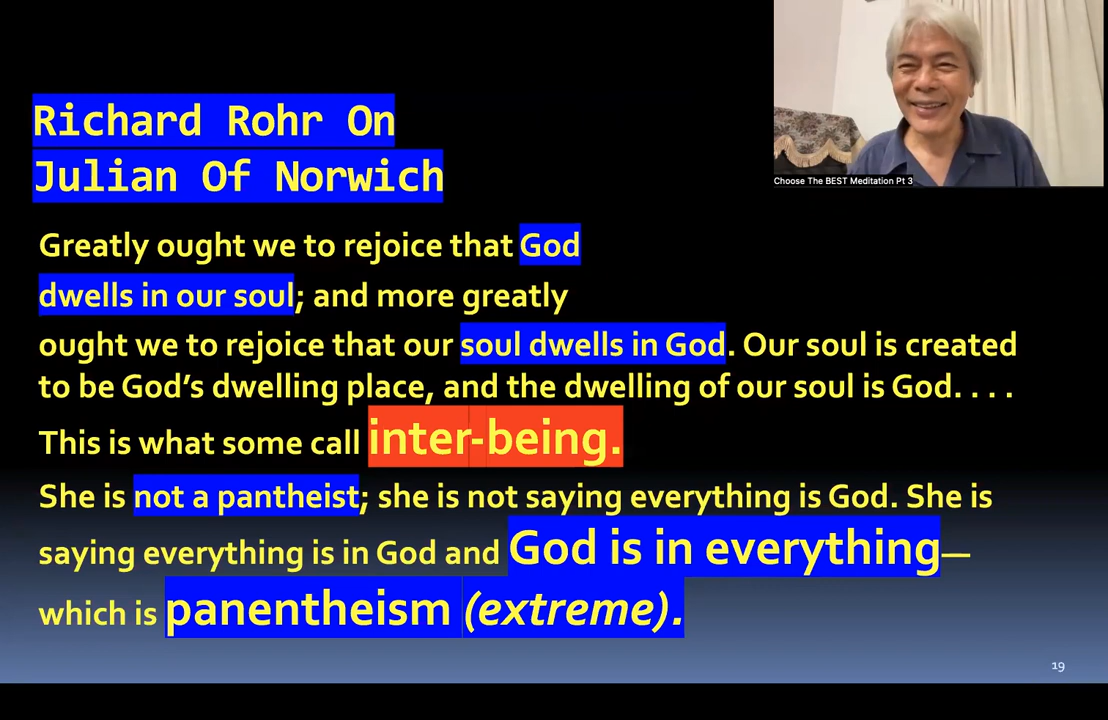 Richard Rohr On
Julian Of Norwich
Choose The BEST Meditation Pt 3
Greatly ought we to rejoice that God
dwells in our soul; and more greatly
ought we to rejoice that our soul dwells in God. Our soul is created
to be God’s dwelling place, and the dwelling of our soul is God. . . .
This is what some call inter-being.
She is not a pantheist; she is not saying everything is God. She is
saying everything is in God and God is in everything—
which is panentheism (extreme).
19